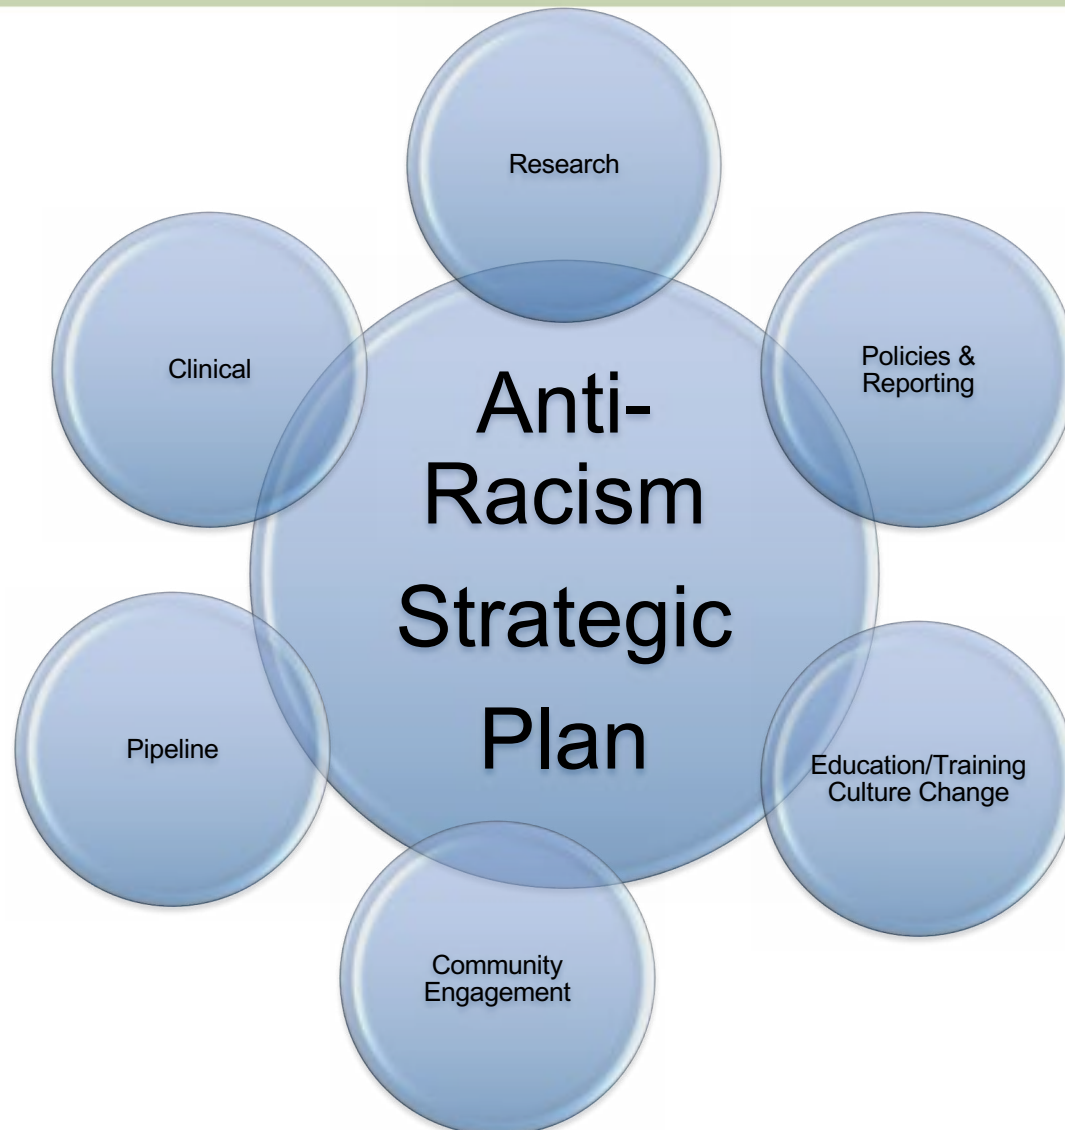 Research
Clinical
Policies &
Reporting
Anti-
Racism
Strategic
Plan
Pipeline
Education/Training
Culture Change
Community
Engagement